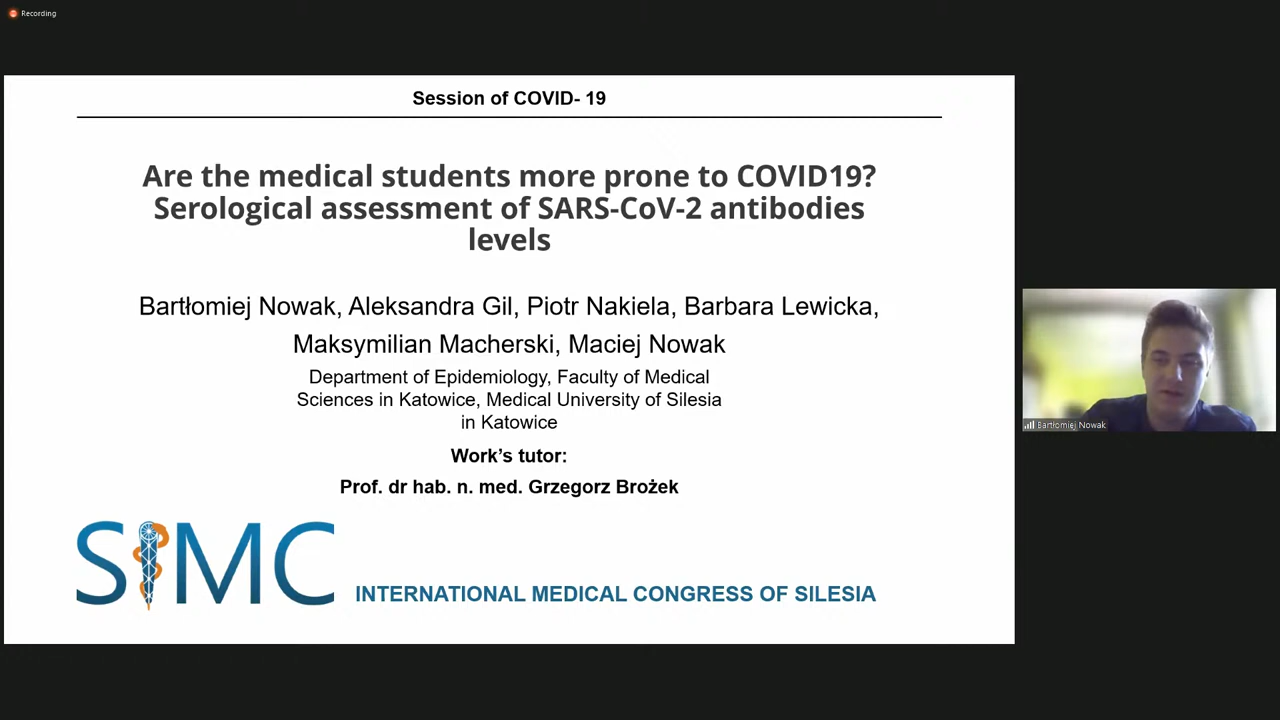 Recording
Session of COVID- 19
Are the medical students more prone to COVID19?
Serological assessment of SARS-CoV-2 antibodies
levels
Bartłomiej Nowak, Aleksandra Gil, Piotr Nakiela, Barbara Lewicka,
Maksymilian Macherski, Maciej Nowak
Department of Epidemiology, Faculty of Medical
Sciences in Katowice, Medical University of Silesia
in Katowice
Work’s tutor:
Prof. dr hab. n. med. Grzegorz Brożek
SIMC
INTERNATIONAL MEDICAL CONGRESS OF SILESIA
Bartłomiej Nowak